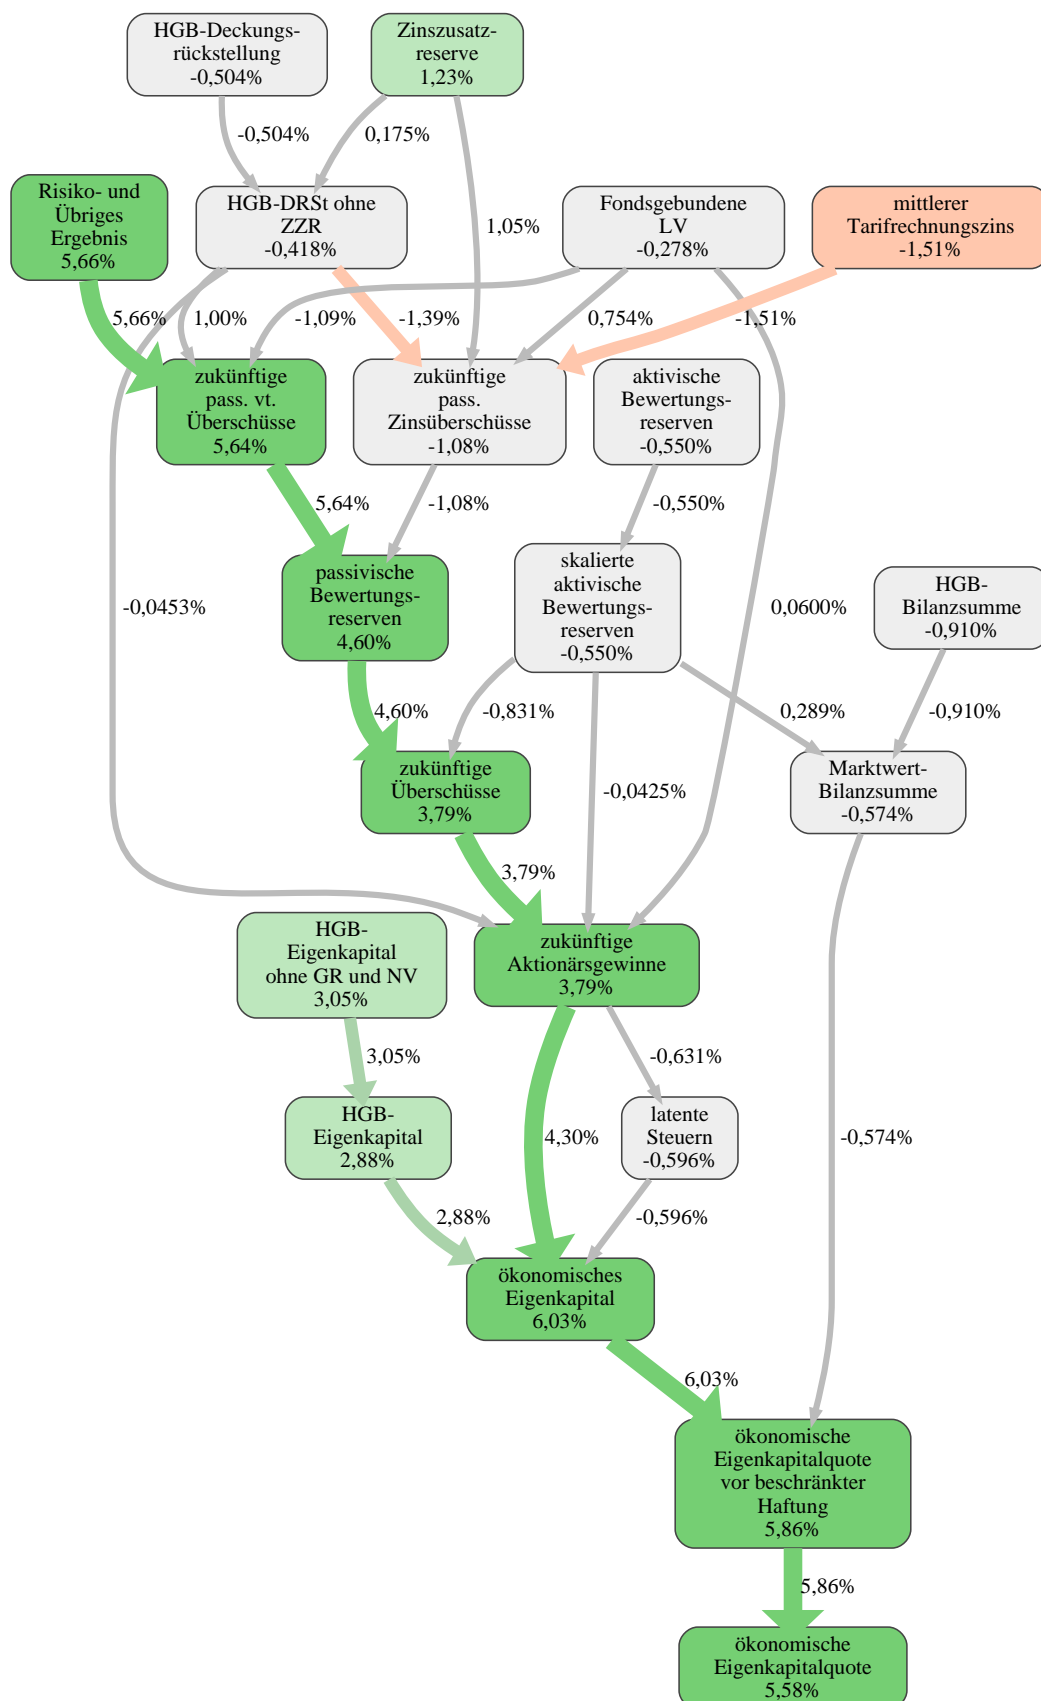 HGB-Deckungs-
rückstellung
-0,504%
Zinszusatz-
reserve
1,23%
-0,504%
0,175%
Risiko- und
Übriges
Ergebnis
5,66%
HGB-DRSt ohne
ZZR
-0,418%
1,05%
Fondsgebundene
LV
-0,278%
mittlerer
Tarifrechnungszins
-1,51%
5,66%
1,00%
-1,09%
-1,39%
0,754%
-1,51%
zukünftige
pass. vt.
Überschüsse
5,64%
zukünftige
pass.
Zinsüberschüsse
-1,08%
aktivische
Bewertungs-
reserven
-0,550%
5,64%
-1,08%
-0,550%
-0,0453%
passivische
Bewertungs-
reserven
4,60%
skalierte
aktivische
Bewertungs-
reserven
-0,550%
0,0600%
HGB-
Bilanzsumme
-0,910%
4,60%
-0,831%
0,289%
-0,910%
zukünftige
Überschüsse
3,79%
-0,0425%
Marktwert-
Bilanzsumme
-0,574%
3,79%
HGB-
Eigenkapital
ohne GR und NV
3,05%
zukünftige
Aktionärsgewinne
3,79%
3,05%
-0,631%
HGB-
Eigenkapital
2,88%
4,30%
latente
Steuern
-0,596%
-0,574%
2,88%
-0,596%
ökonomisches
Eigenkapital
6,03%
6,03%
ökonomische
Eigenkapitalquote
vor beschränkter
Haftung
5,86%
5,86%
ökonomische
Eigenkapitalquote
5,58%